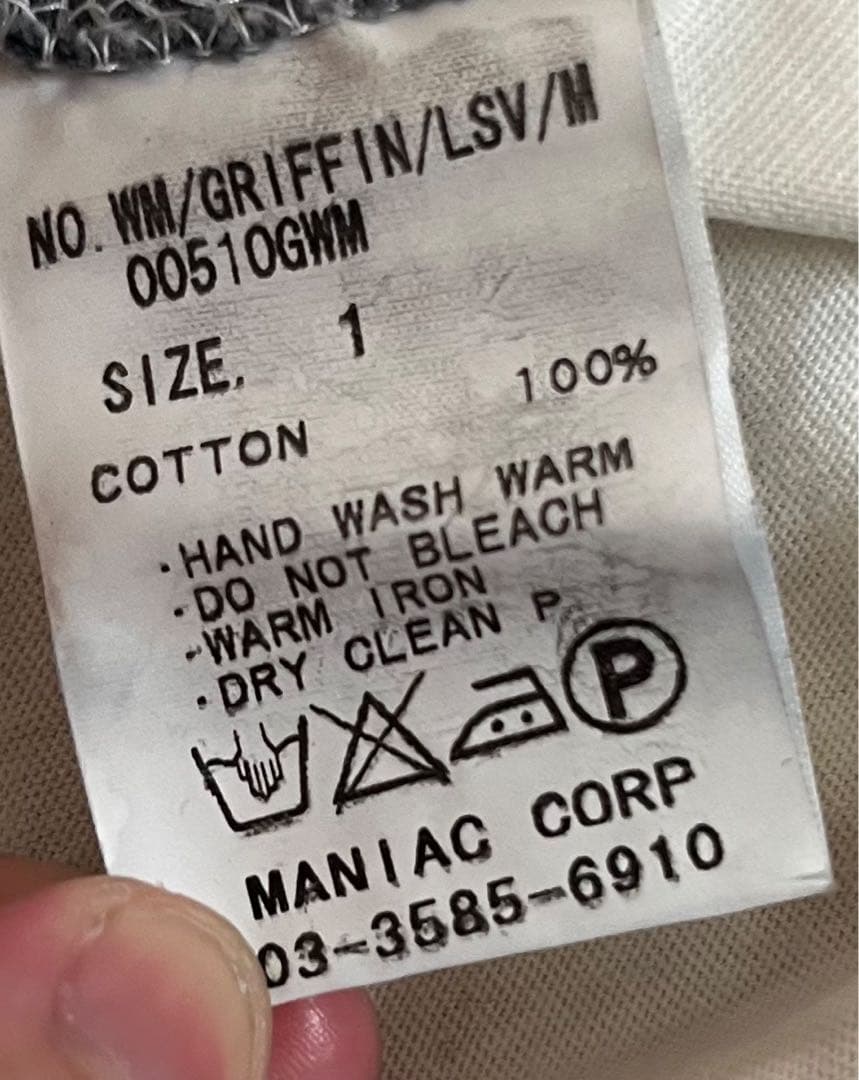 NO. WM/GRIFFIN/LSV/M
00510GWM
SIZE. 1
COTTON 100%
·HAND WASH WARM
·DO NOT BLEACH
·WARM IRON
·DRY CLEAN P
P
MANIAC CORP
03-3585-6910